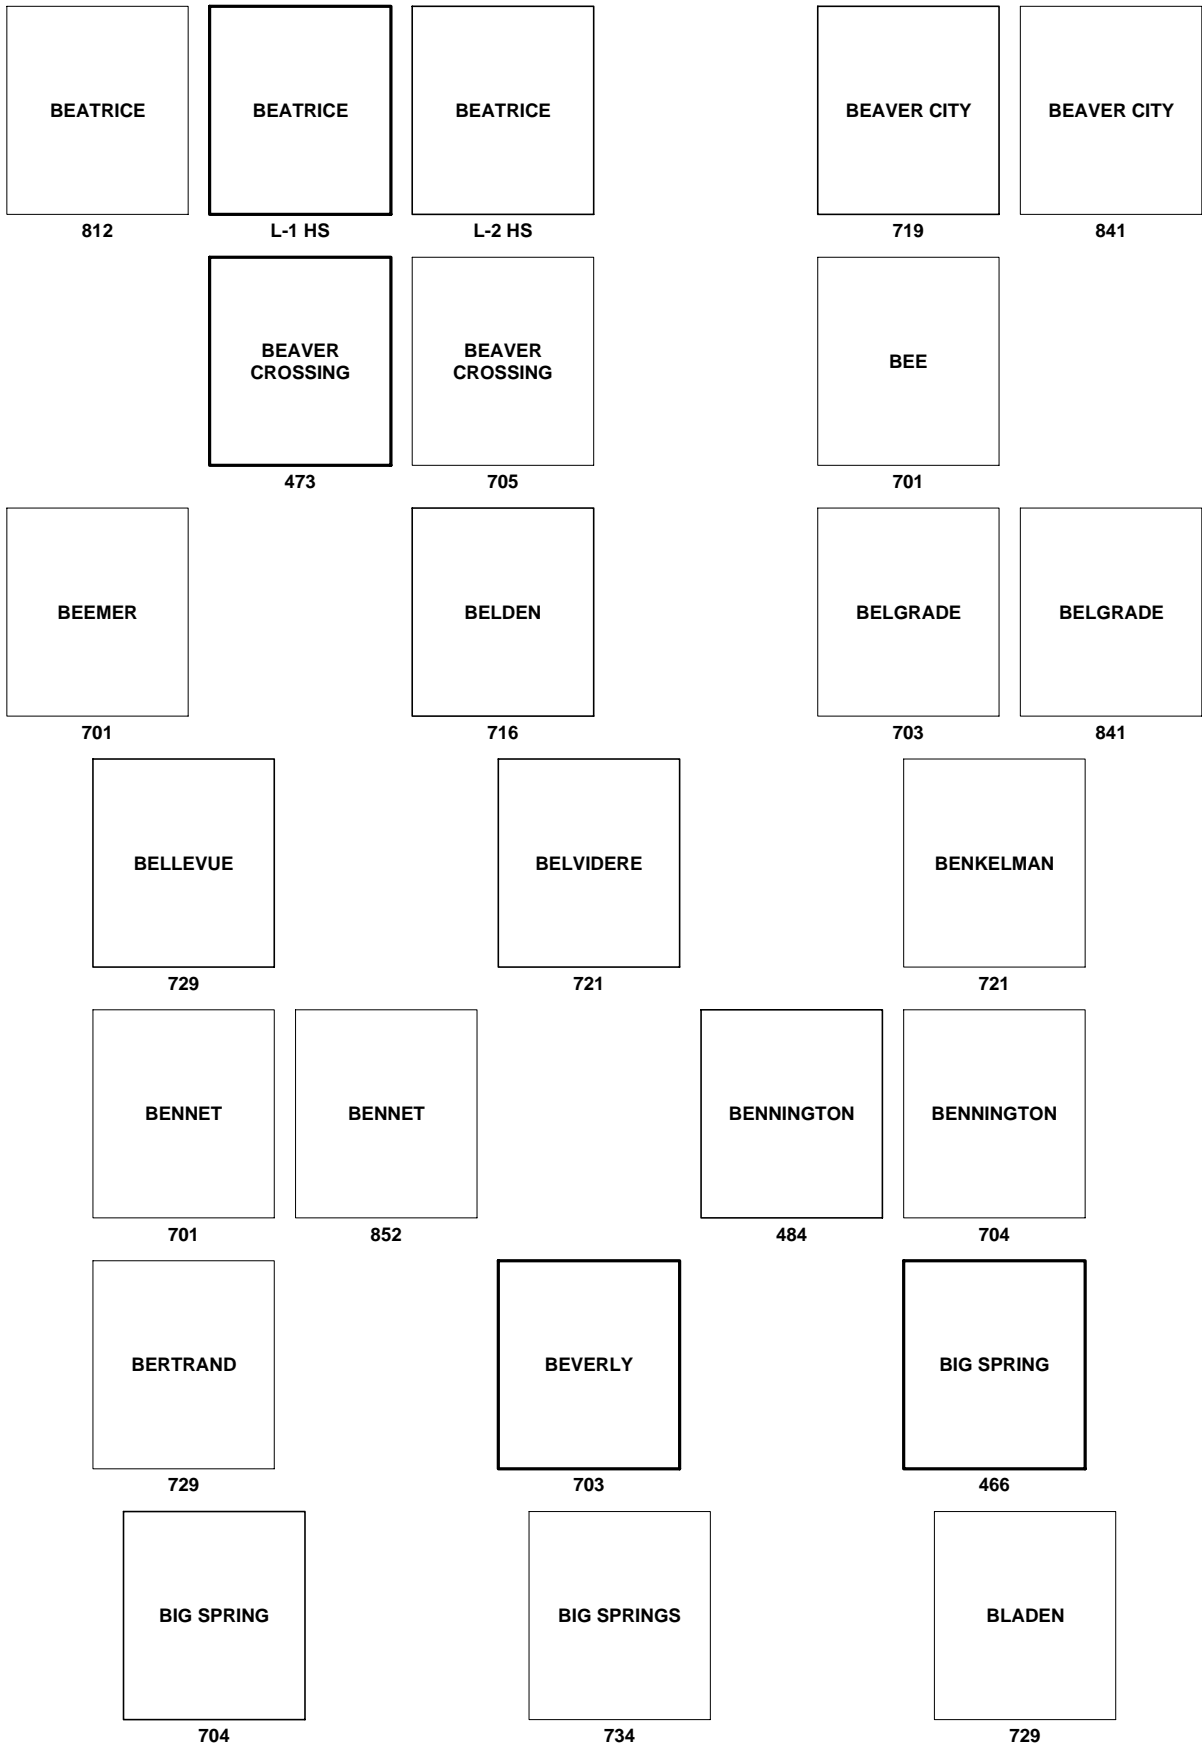 BEATRICE BEATRICE BEATRICE BEAVER CITY BEAVER CITY
812 L-1 HS L-2 HS 719 841
BEAVER CROSSING BEAVER CROSSING BEE
473 705 701
BEEMER BELDEN BELGRADE BELGRADE
701 716 703 841
BELLEVUE BELVIDERE BENKELMAN
729 721 721
BENNET BENNET BENNINGTON BENNINGTON
701 852 484 704
BERTRAND BEVERLY BIG SPRING
729 703 466
BIG SPRING BIG SPRINGS BLADEN
704 734 729